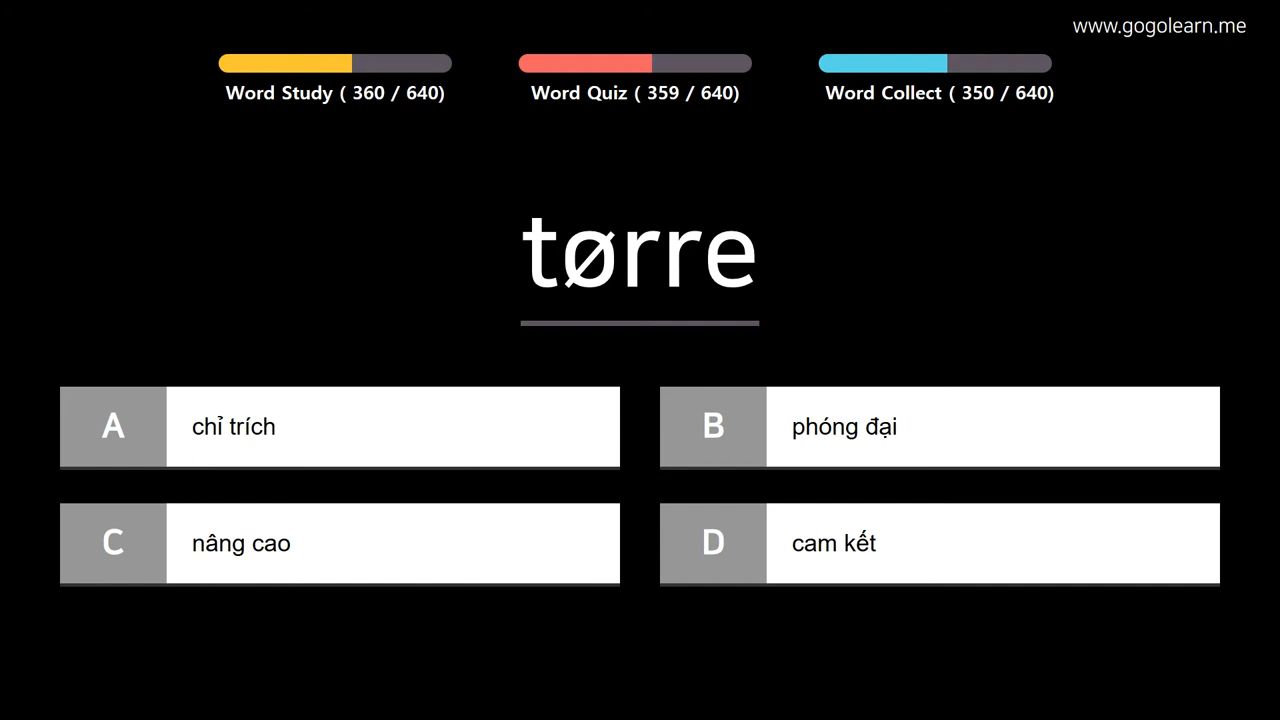 www.gogolearn.me
Word Study ( 360 / 640)
Word Quiz ( 359 / 640)
Word Collect ( 350 / 640)
tørre
A
chỉ trích
B
phóng đại
C
nâng cao
D
cam kết